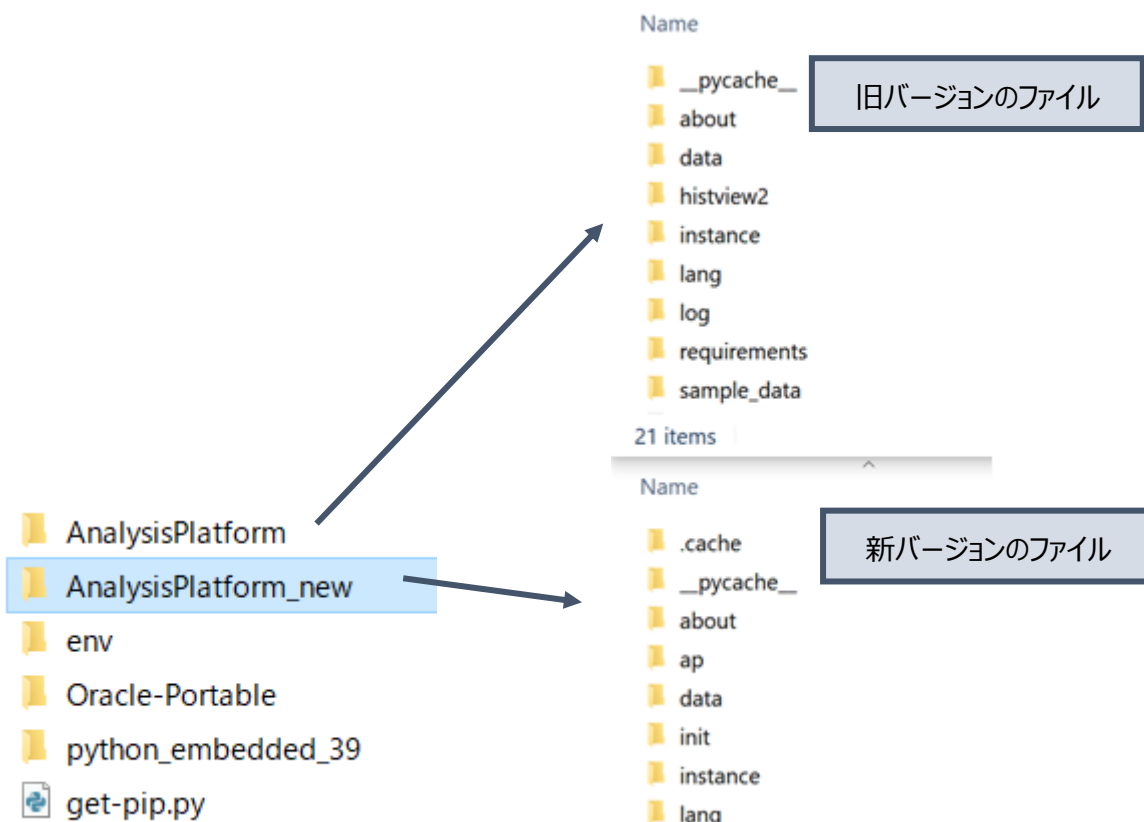 Name
__pycache__
旧バージョンのファイル
about
data
histview2
instance
lang
log
requirements
sample_data
21 items
Name
.cache
新バージョンのファイル
__pycache__
about
ap
data
init
instance
lang
AnalysisPlatform
AnalysisPlatform_new
env
Oracle-Portable
python_embedded_39
get-pip.py